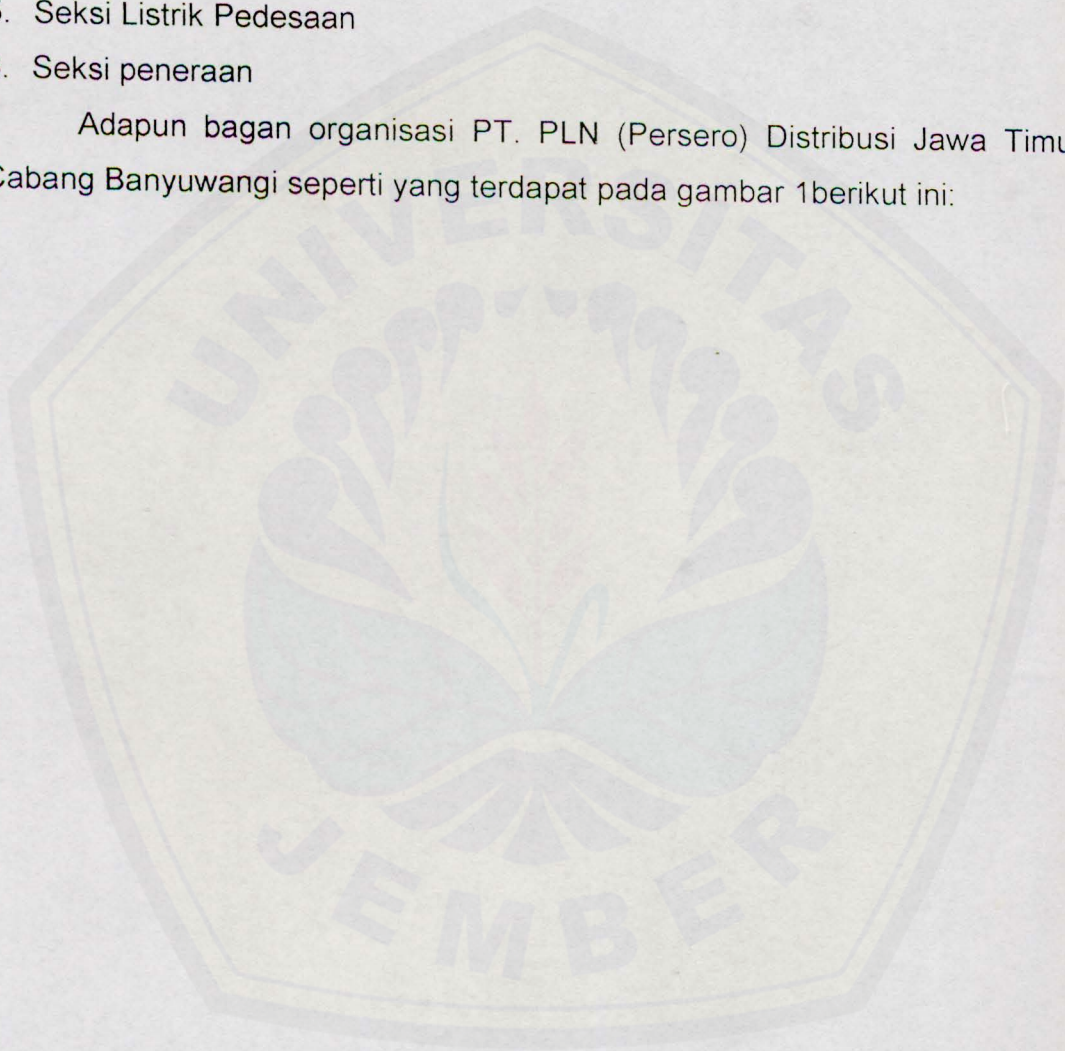 . Seksi Listrik Pedesaan
. Seksi peneraan
Adapun bagan organisasi PT. PLN (Persero) Distribusi Jawa Timu
Cabang Banyuwangi seperti yang terdapat pada gambar 1berikut ini:
UNIVERSITAS
JEMBER